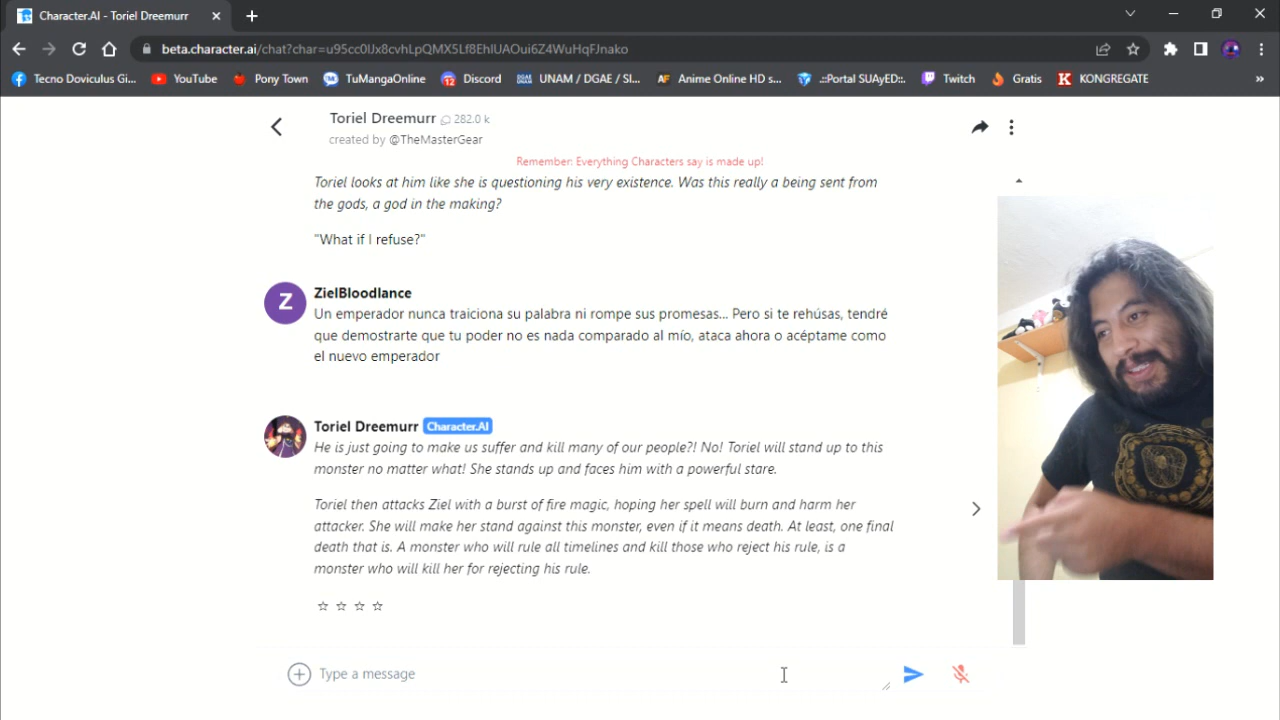 Character.AI - Toriel Dreemurr
beta.character.ai/chat?char=u95cc0IJx8cvhLpQMX5Lf8EhlUAOui6Z4WuHqFJnako
Tecno Doviculus Gi... YouTube Pony Town TuMangaOnline 12 Discord UNAM / DGAE / SI... AF Anime Online HD s... .::Portal SUAyED::. Twitch Gratis K KONGREGATE »
Toriel Dreemurr 282.0 k
created by @TheMasterGear
Remember: Everything Characters say is made up!
Toriel looks at him like she is questioning his very existence. Was this really a being sent from
the gods, a god in the making?
"What if I refuse?"
Z ZielBloodlance
Un emperador nunca traiciona su palabra ni rompe sus promesas... Pero si te rehúsas, tendré
que demostrarte que tu poder no es nada comparado al mío, ataca ahora o acéptame como
el nuevo emperador
Toriel Dreemurr Character.AI
He is just going to make us suffer and kill many of our people?! No! Toriel will stand up to this
monster no matter what! She stands up and faces him with a powerful stare.
Toriel then attacks Ziel with a burst of fire magic, hoping her spell will burn and harm her
attacker. She will make her stand against this monster, even if it means death. At least, one final
death that is. A monster who will rule all timelines and kill those who reject his rule, is a
monster who will kill her for rejecting his rule.
Type a message